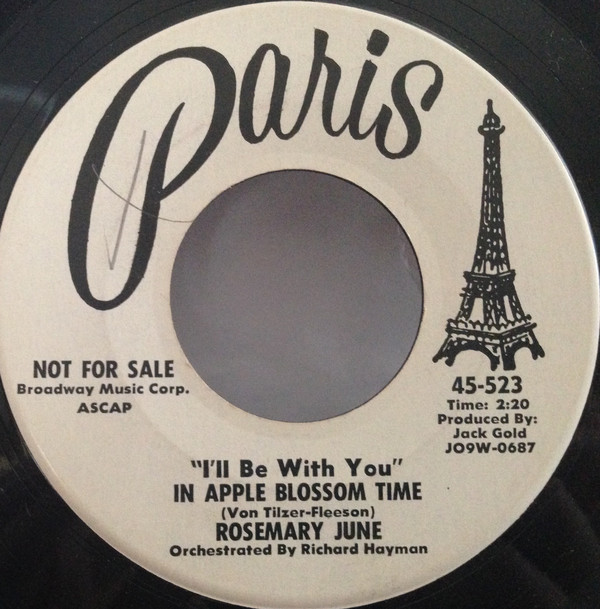 Paris
NOT FOR SALE
Broadway Music Corp.
ASCAP
45-523
Time: 2:20
Produced By:
Jack Gold
JO9W-0687
"I'll Be With You"
IN APPLE BLOSSOM TIME
(Von Tilzer-Fleeson)
ROSEMARY JUNE
Orchestrated By Richard Hayman